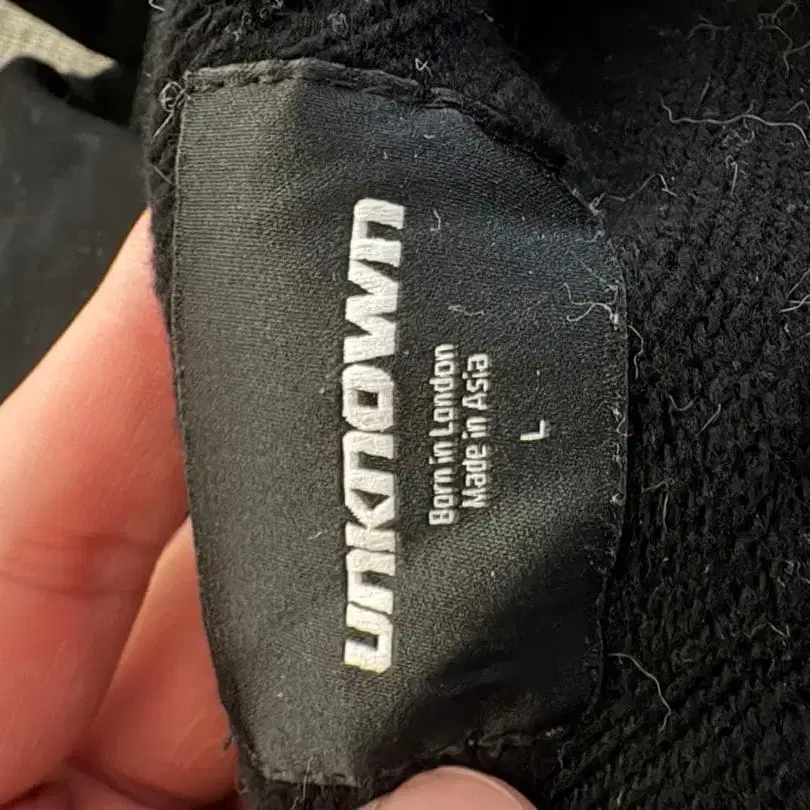 UNKNOWN
Born in London
Made in Asia
L